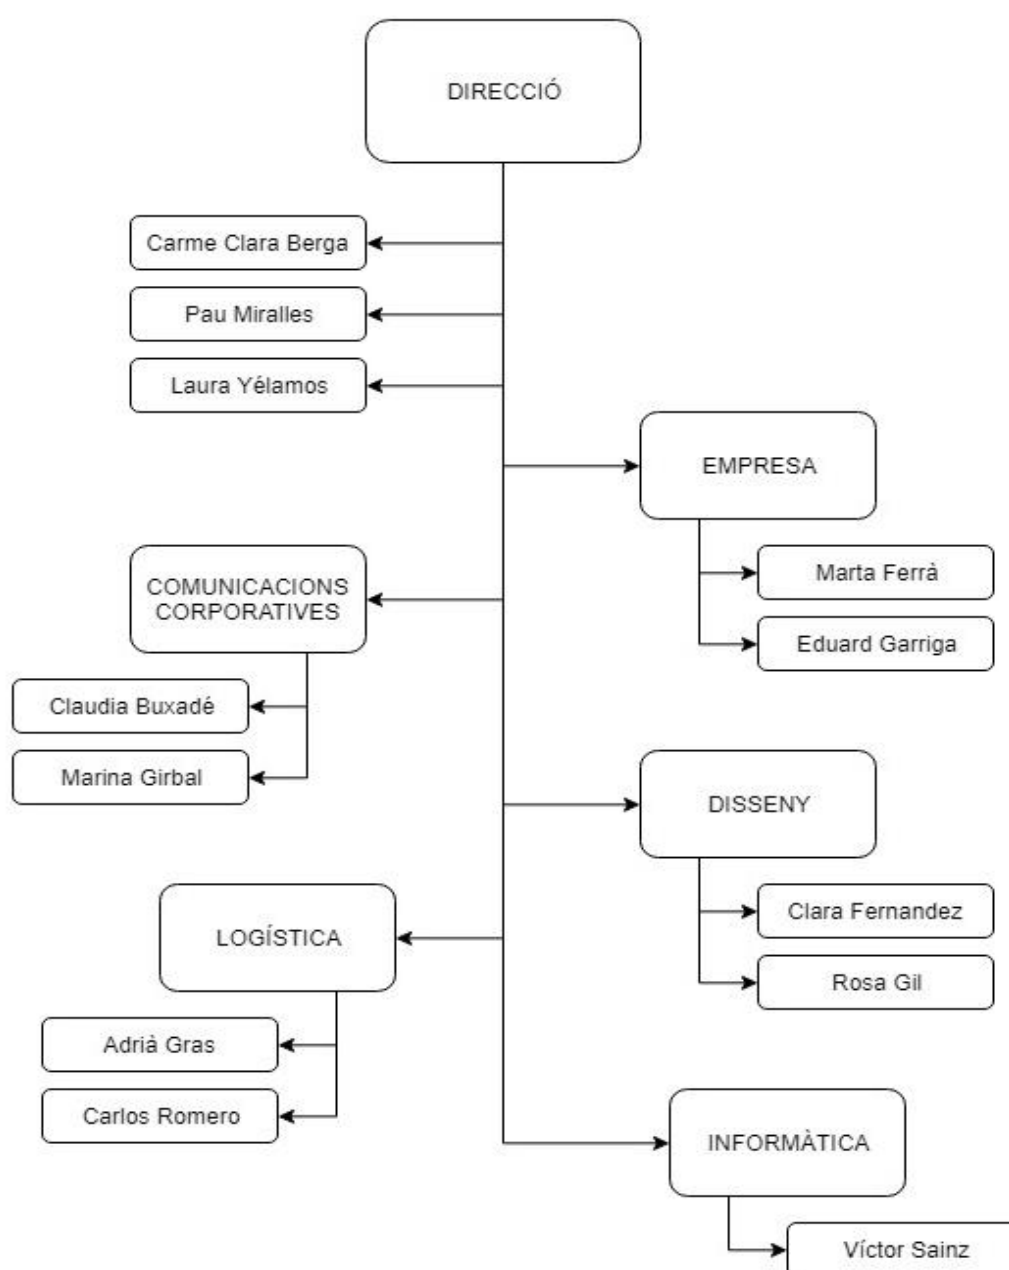 DIRECCIÓ
Carme Clara Berga
Pau Miralles
Laura Yélamos
EMPRESA
Marta Ferrà
Eduard Garriga
COMUNICACIONS
CORPORATIVES
Claudia Buxadé
Marina Girbal
DISSENY
Clara Fernandez
Rosa Gil
LOGÍSTICA
Adrià Gras
Carlos Romero
INFORMÀTICA
Víctor Sainz